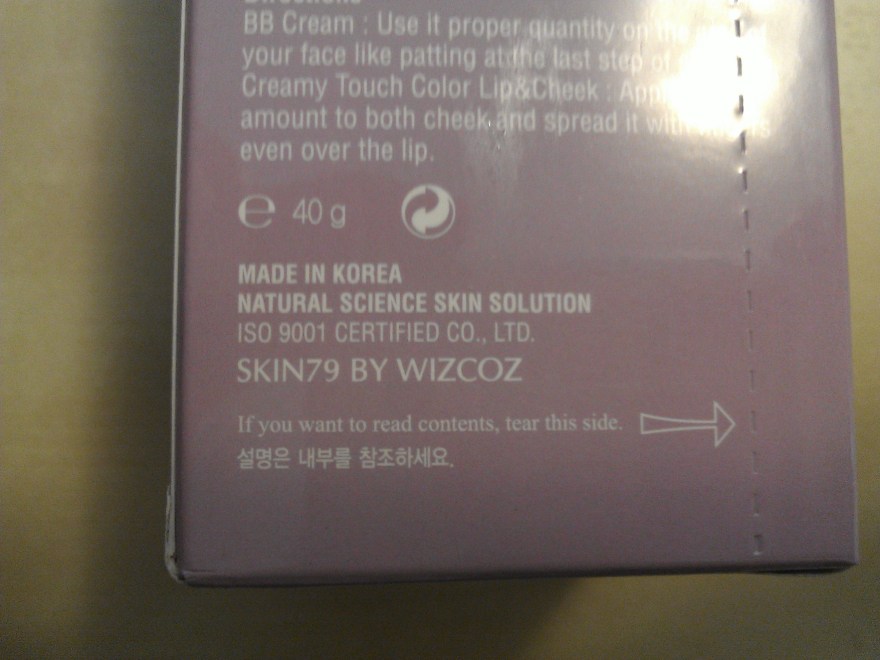 Directions
BB Cream : Use it proper quantity on the
your face like patting at the last step of
Creamy Touch Color Lip&Cheek :
amount to both cheek and spread it with
even over the lip.
e 40 g
MADE IN KOREA
NATURAL SCIENCE SKIN SOLUTION
ISO 9001 CERTIFIED CO., LTD.
SKIN79 BY WIZCOZ
If you want to read contents, tear this side.
설명은 내부를 참조하세요.